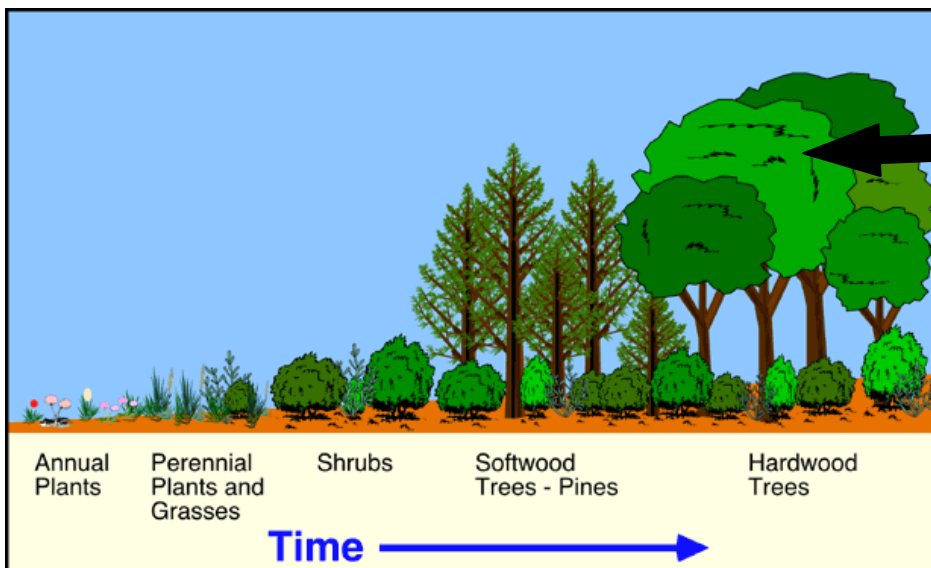 Annual
Plants
Perennial
Plants and
Grasses
Shrubs
Softwood
Trees - Pines
Hardwood
Trees
Time